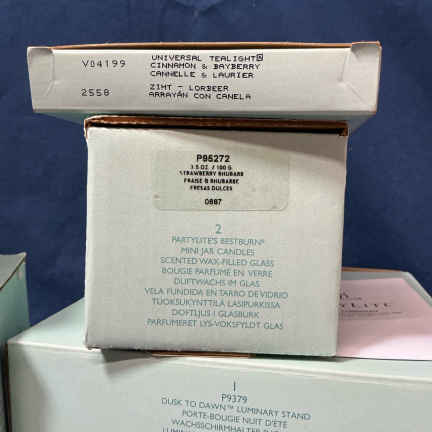 V04199
UNIVERSAL TEALIGHT®
CINNAMON & BAYBERRY
CANNELLE & LAURIER
2558
ZIMT - LORBEER
ARRAYÁN CON CANELA
P95272
3.5 OZ. / 100 G
STRAWBERRY RHUBARB
FRAISE & RHUBARBE
FRESAS DULCES
0887
2
PARTYLITE'S BESTBURN®
MINI JAR CANDLES
SCENTED WAX-FILLED GLASS
BOUGIE PARFUMÉ EN VERRE
DUFTWACHS IM GLAS
VELA FUNDIDA EN TARRO DE VIDRIO
TUOKSUKYNTTILÄ LASIPURKISSA
DOFTLJUS I GLASBURK
PARFUMERET LYS-VOKSFYLDT GLAS
1
P9379
DUSK TO DAWN™ LUMINARY STAND
PORTE-BOUGIE NUIT D'ÉTÉ